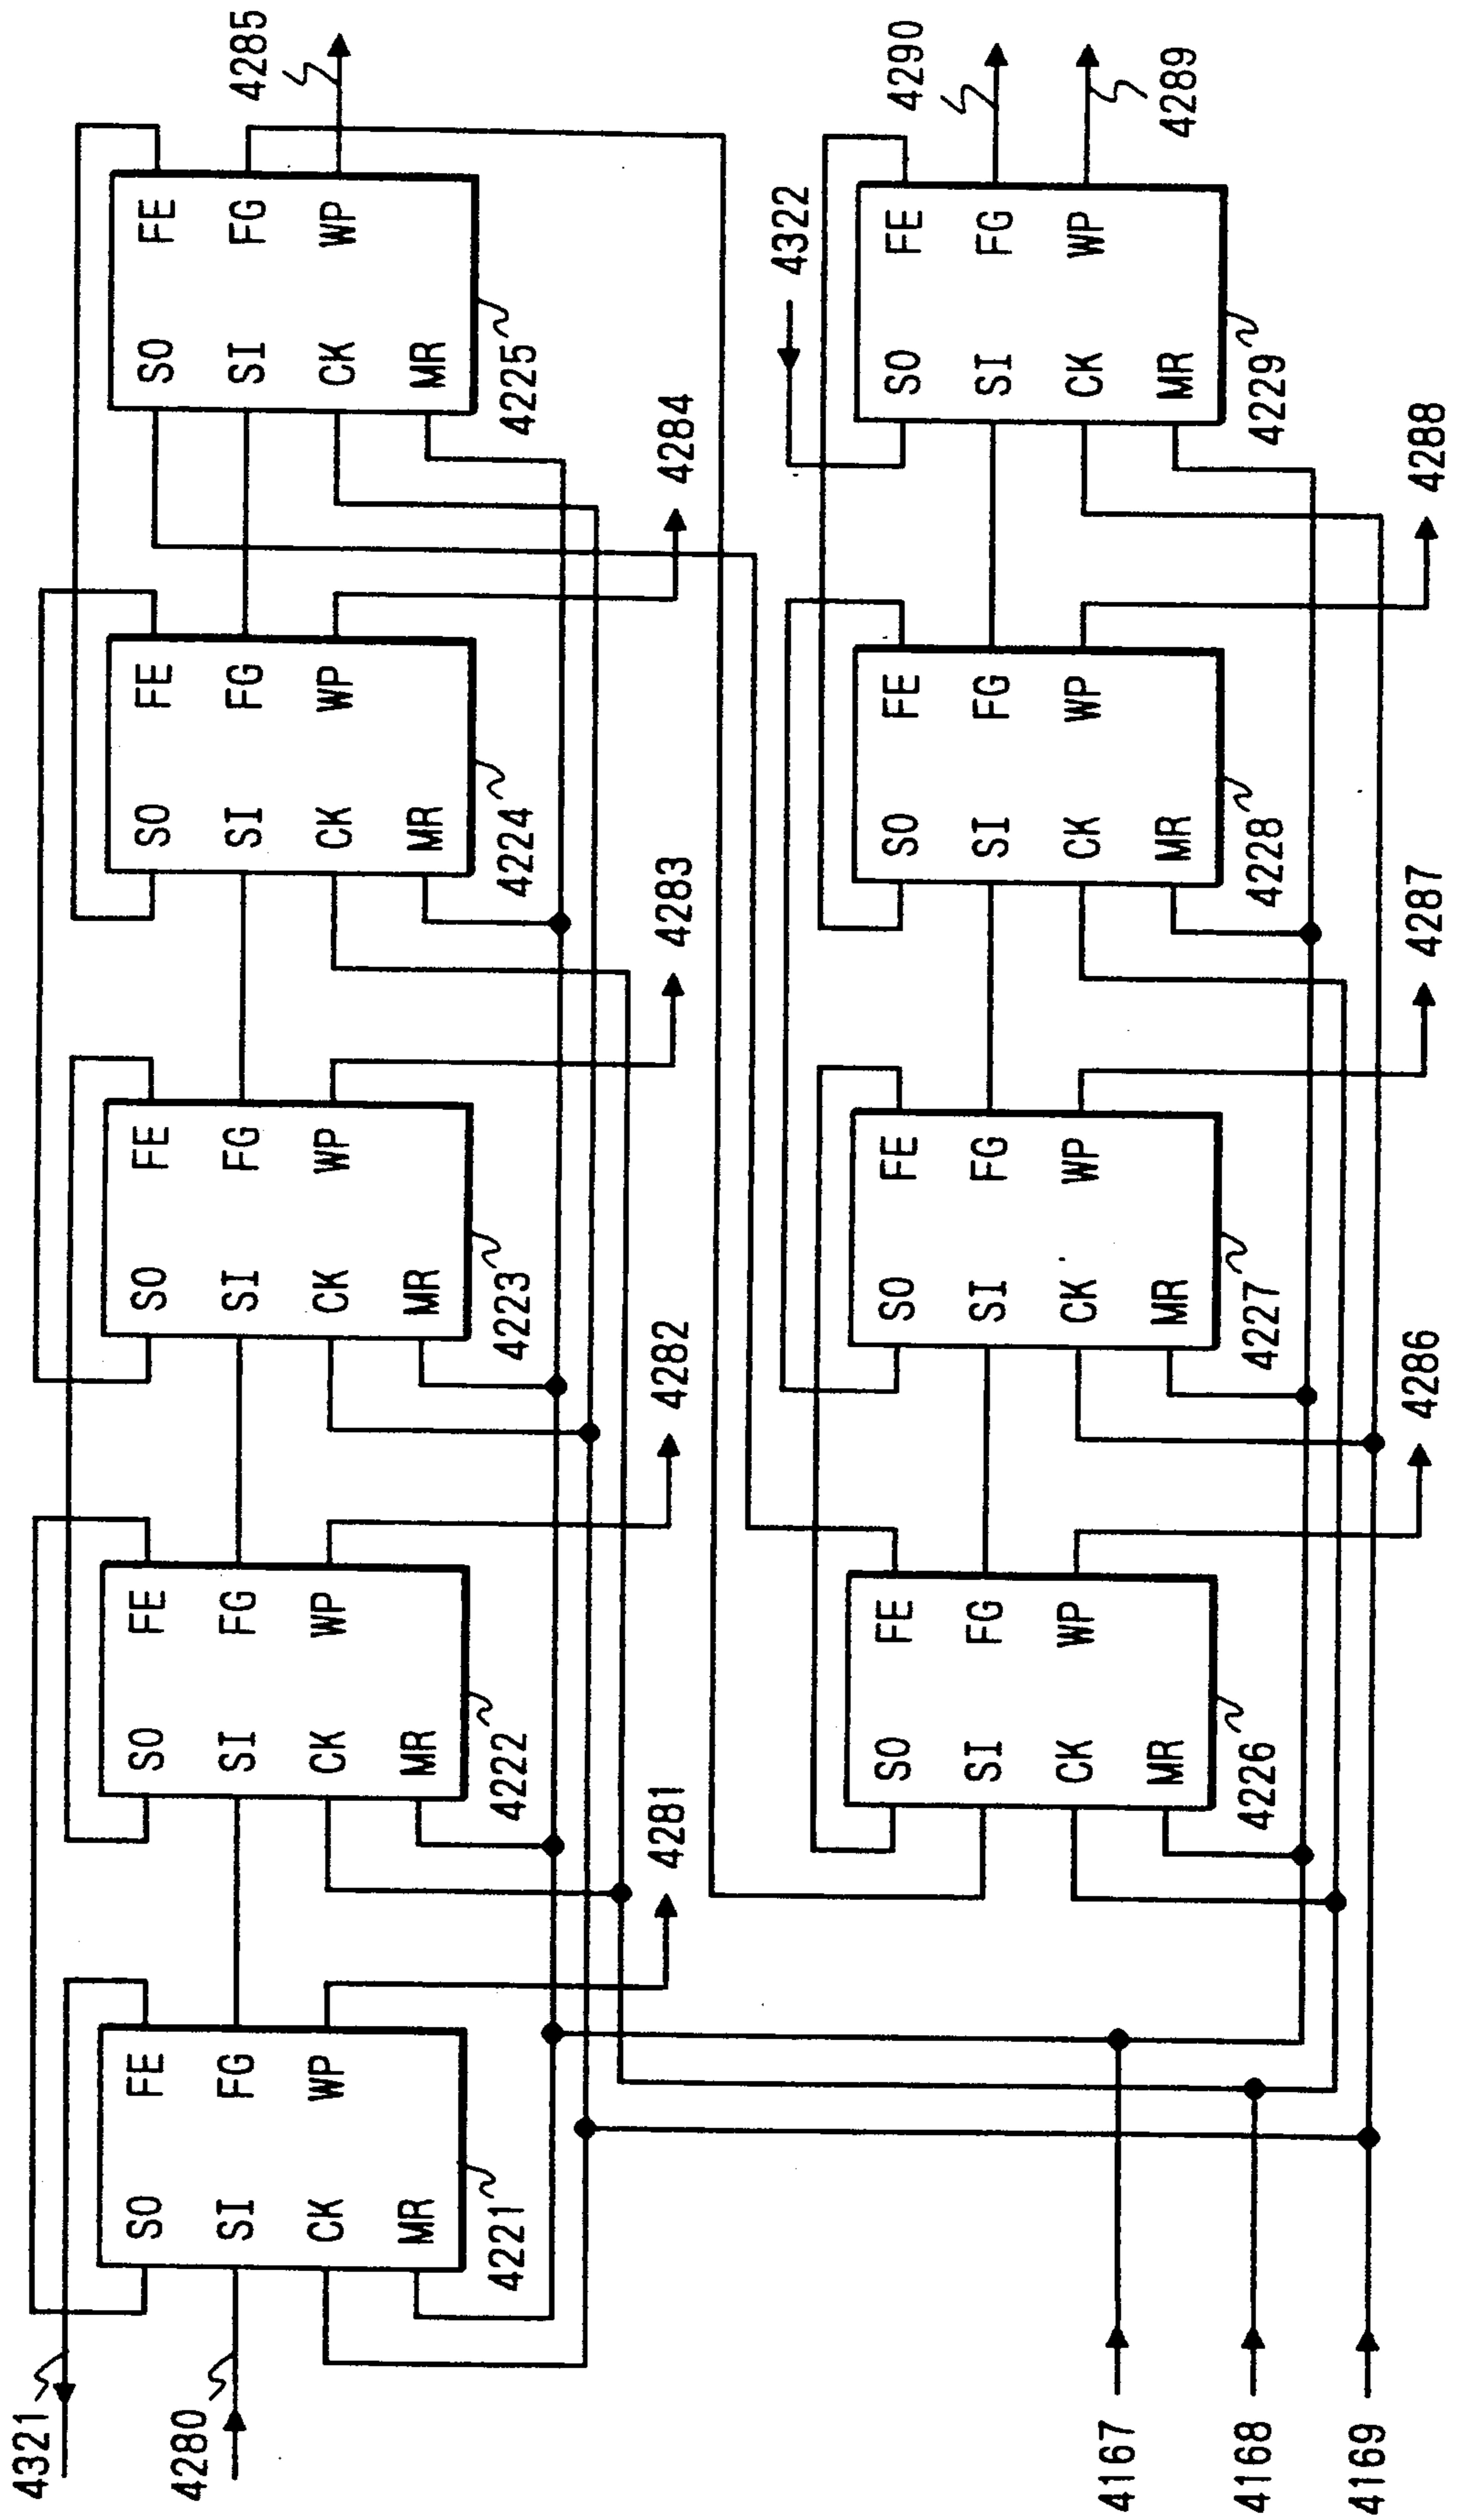 4321
4280
SO FE
SI FG
CK WP
MR
4221
4281
SO FE
SI FG
CK WP
MR
4222
4282
SO FE
SI FG
CK WP
MR
4223
4283
SO FE
SI FG
CK WP
MR
4224
4284
SO FE
SI FG
CK WP
MR
4225
4285
4167
4168
4169
SO FE
SI FG
CK WP
MR
4226
4286
SO FE
SI FG
CK WP
MR
4227
4287
SO FE
SI FG
CK WP
MR
4228
4288
4322
SO FE
SI FG
CK WP
MR
4229
4290
4289